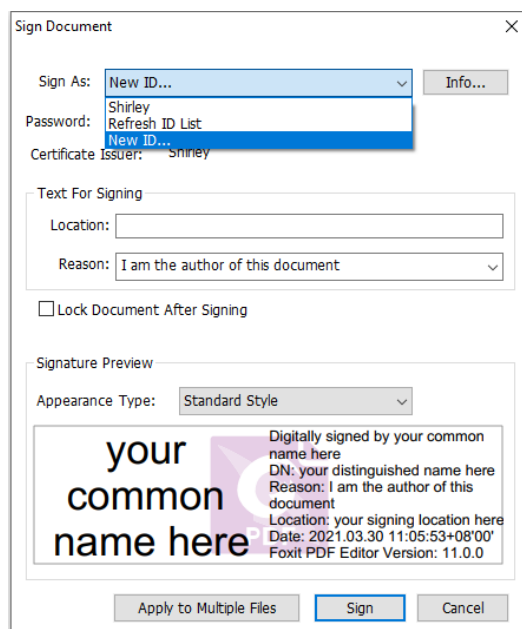 Sign Document
Sign As: New ID... Info...
Shirley
Password: Refresh ID List
New ID...
Certificate Issuer: Shirley
Text For Signing
Location:
Reason: I am the author of this document
Lock Document After Signing
Signature Preview
Appearance Type: Standard Style
your
common
name here
Digitally signed by your common
name here
DN: your distinguished name here
Reason: I am the author of this
document
Location: your signing location here
Date: 2021.03.30 11:05:53+08'00'
Foxit PDF Editor Version: 11.0.0
PDF
Apply to Multiple Files Sign Cancel